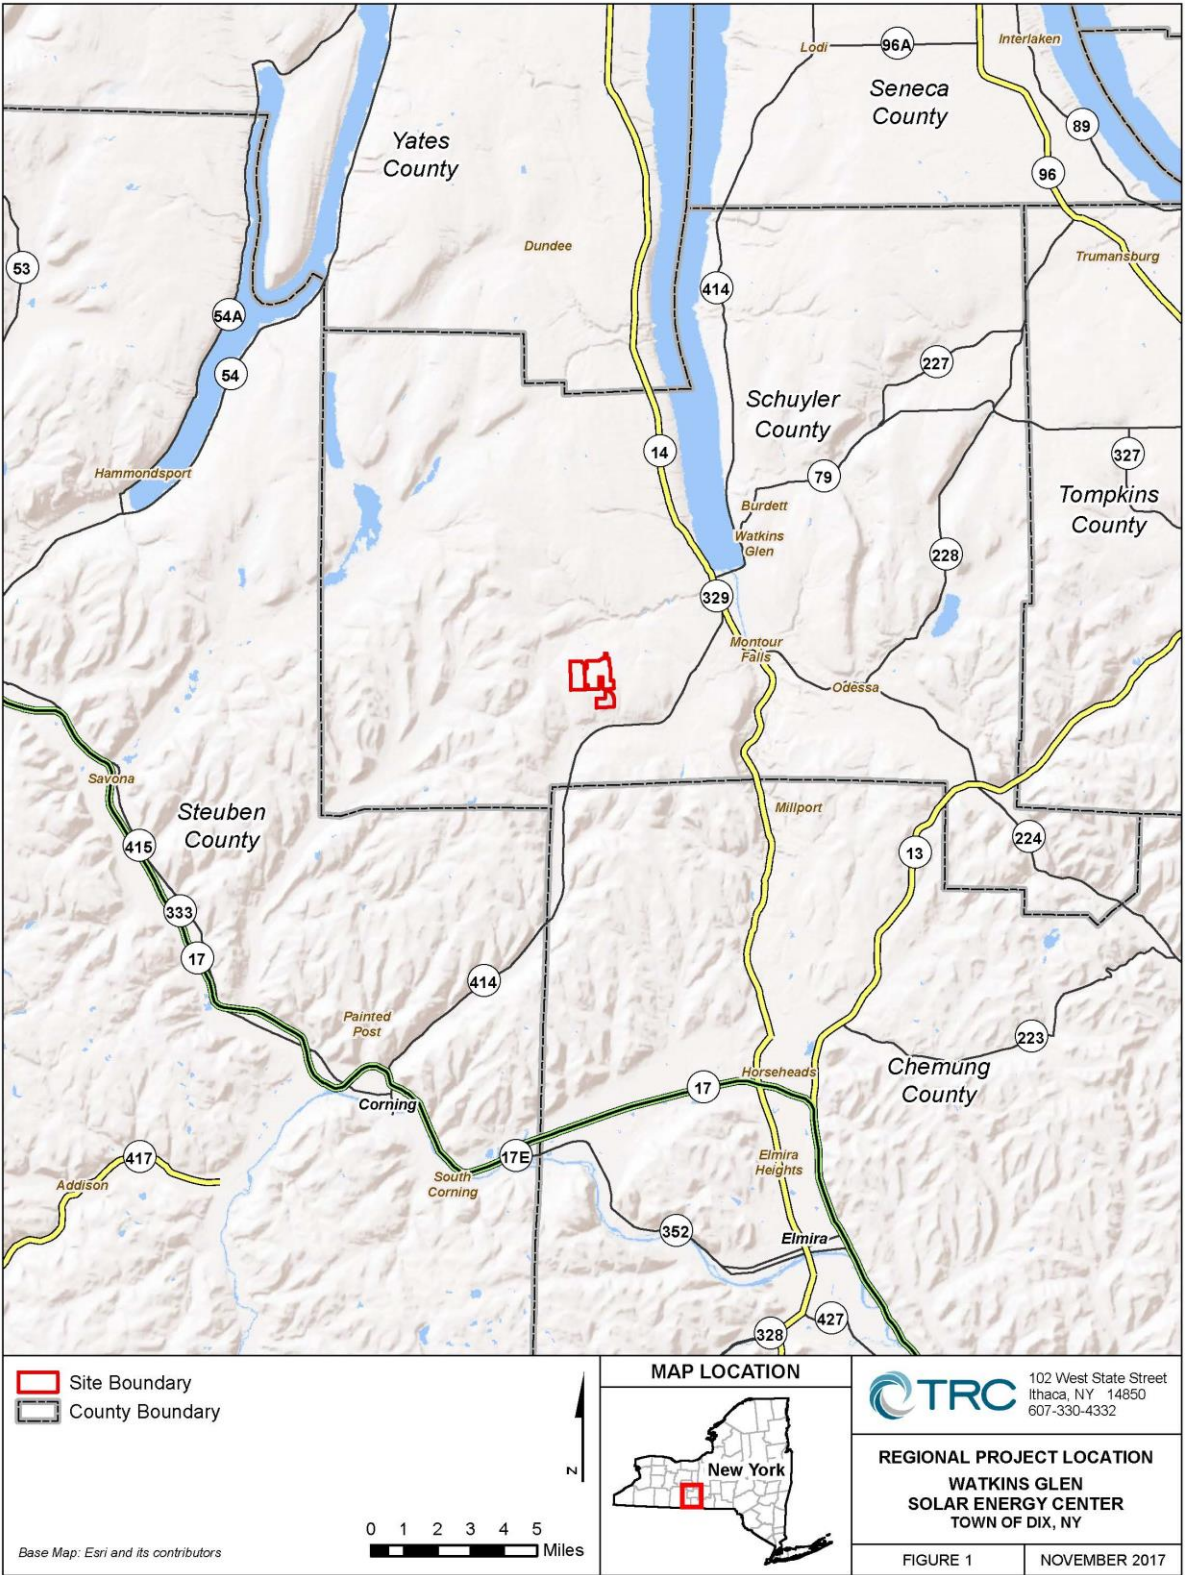 Lodi
96A
Interlaken
Seneca
County
89
96
Yates
County
Dundee
53
54A
54
414
Trumansburg
227
Schuyler
County
14
79
327
Hammondsport
Tompkins
County
Burdett
Watkins
Glen
228
329
Montour
Falls
Odessa
Savona
Steuben
County
Millport
415
13
224
333
17
414
Painted
Post
223
Chemung
County
Horseheads
17
Corning
17E
417
Addison
South
Corning
Elmira
Heights
352
Elmira
427
328
Site Boundary
County Boundary
Z
0 1 2 3 4 5
Miles
Base Map: Esri and its contributors
MAP LOCATION
New York
TRC
102 West State Street
Ithaca, NY 14850
607-330-4332
REGIONAL PROJECT LOCATION
WATKINS GLEN
SOLAR ENERGY CENTER
TOWN OF DIX, NY
FIGURE 1
NOVEMBER 2017